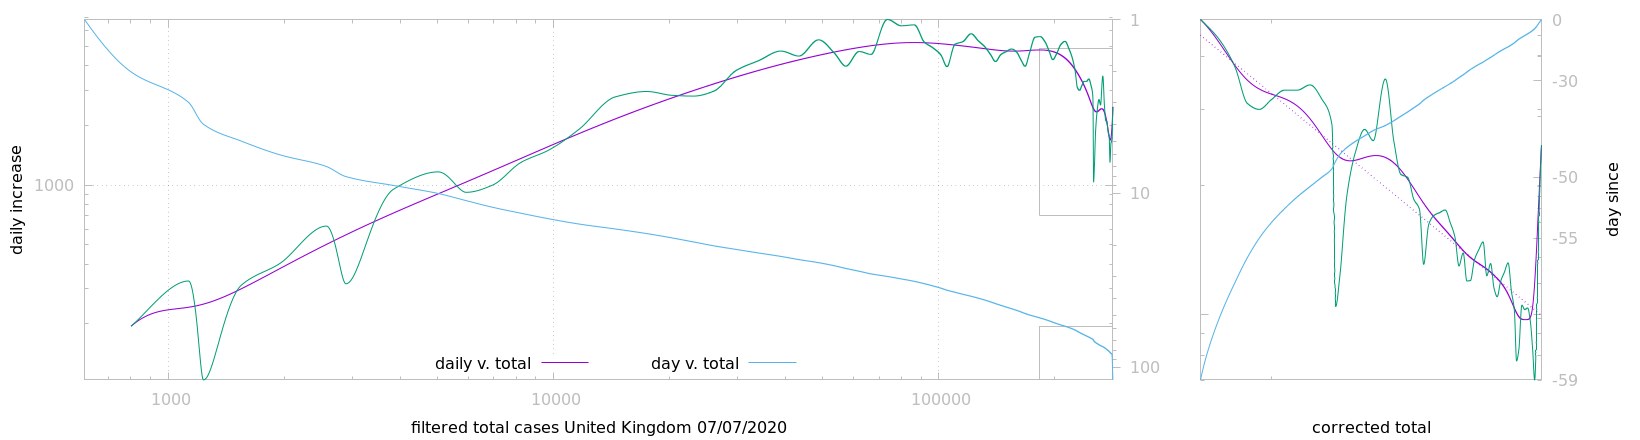 1
0
-30
1000
-50
10
-55
daily increase
day since
daily v. total
day v. total
100
-59
1000
10000
100000
filtered total cases United Kingdom 07/07/2020
corrected total